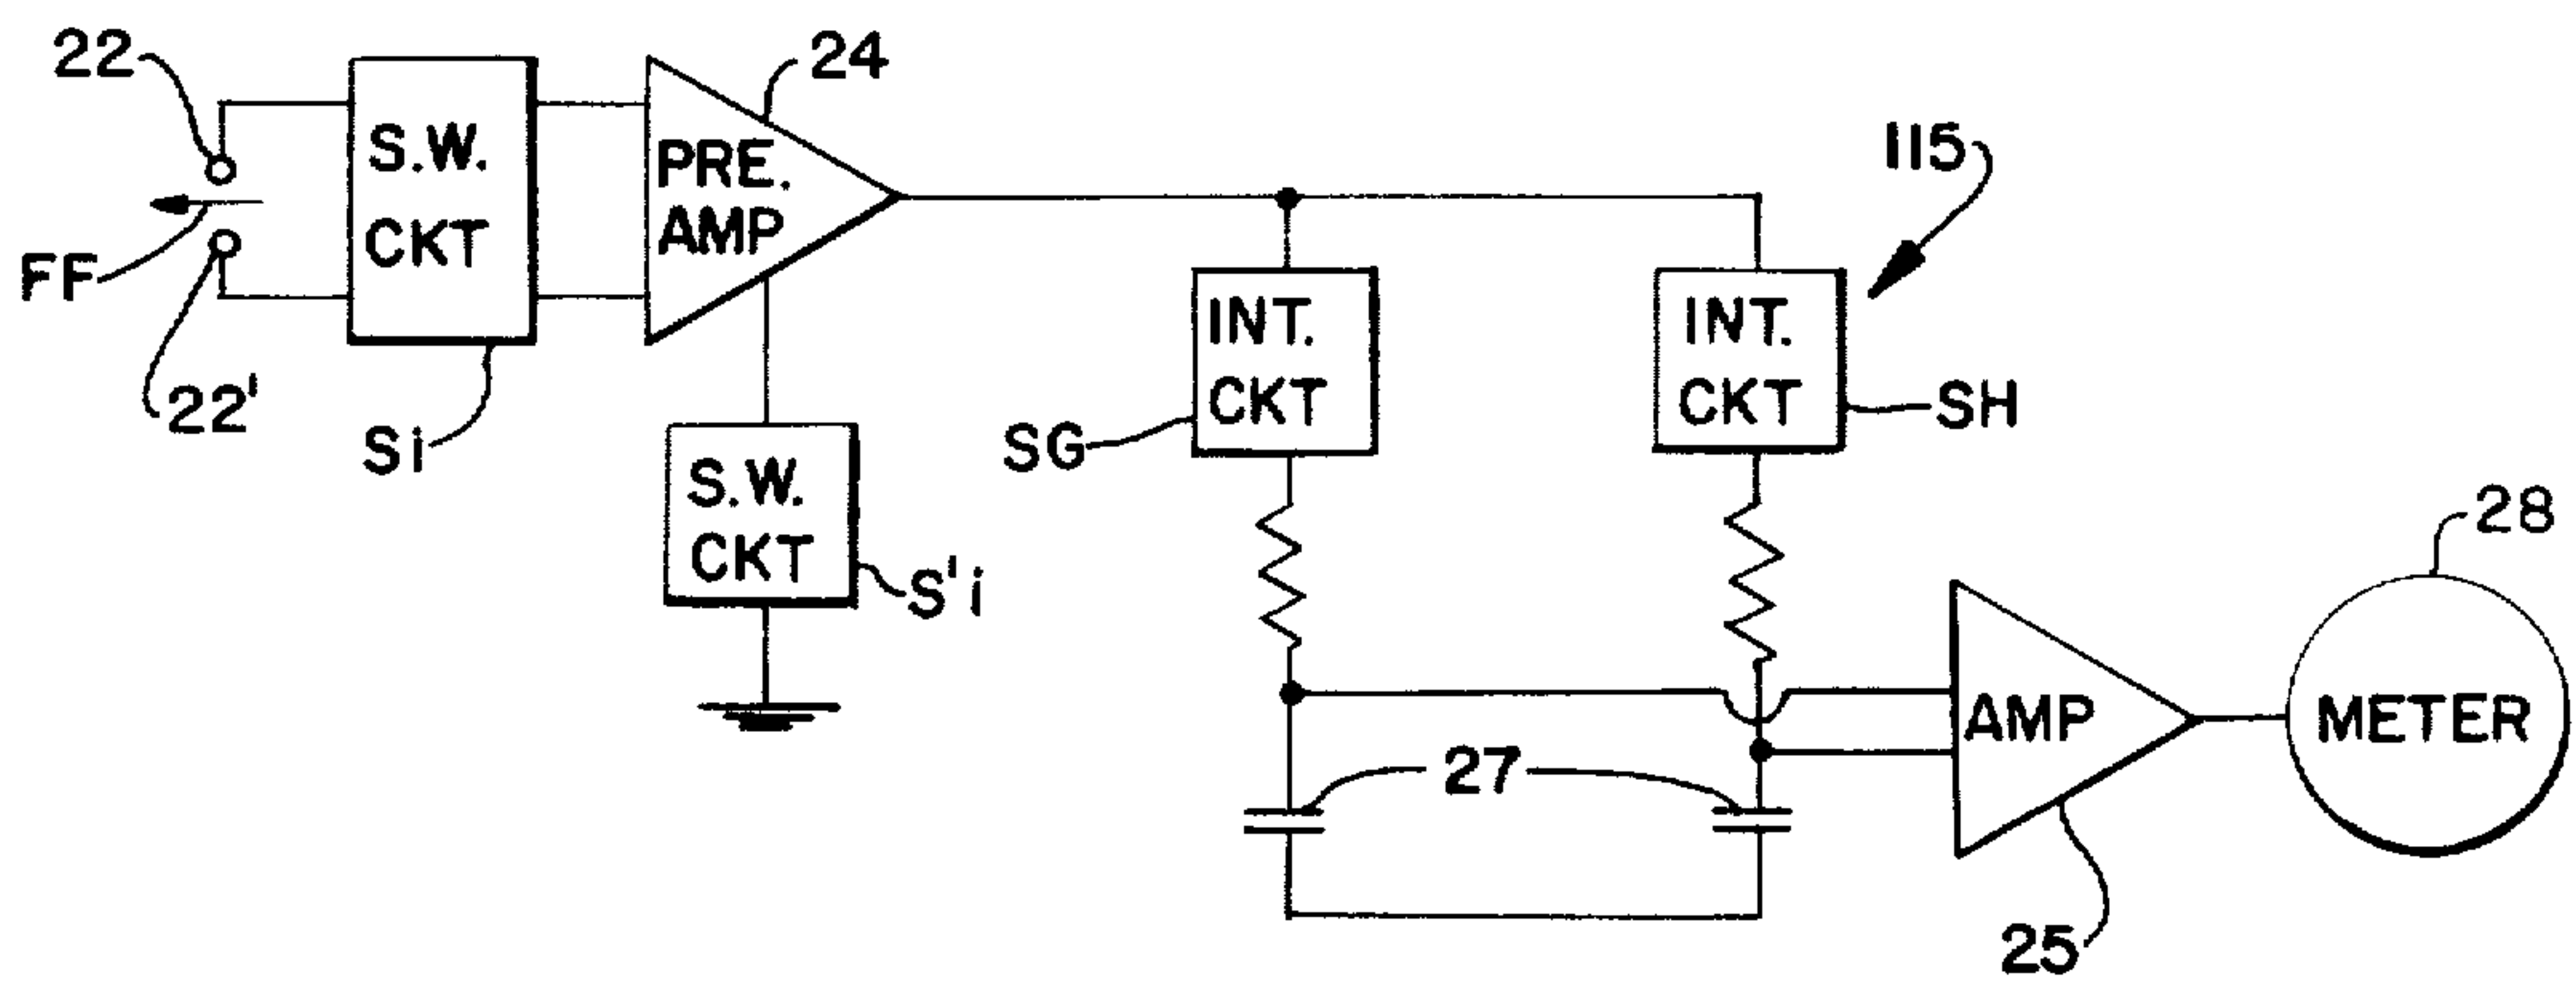 22
S.W.
CKT
PRE.
AMP
24
FF
22'
Si
S.W.
CKT
S'i
INT.
CKT
SG
INT.
CKT
SH
115
27
AMP
25
METER
28